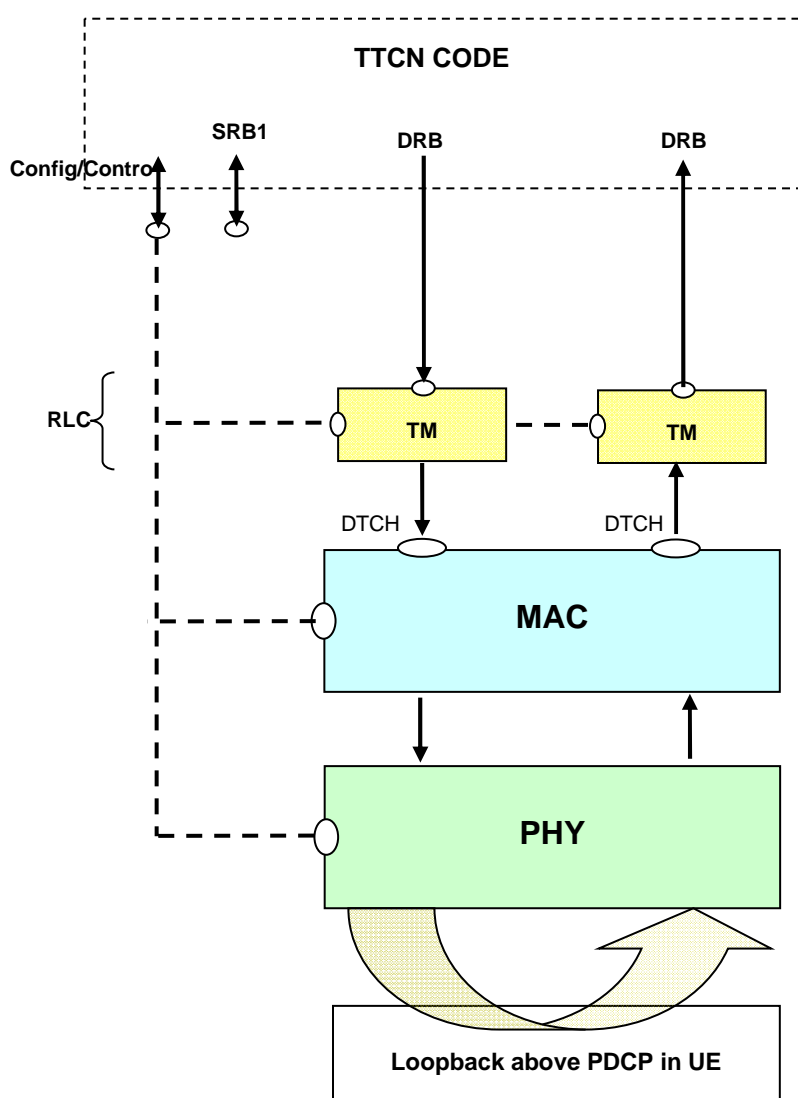 TTCN CODE
SRB1
DRB
DRB
Config/Contro
RLC
TM
TM
DTCH
DTCH
MAC
PHY
Loopback above PDCP in UE